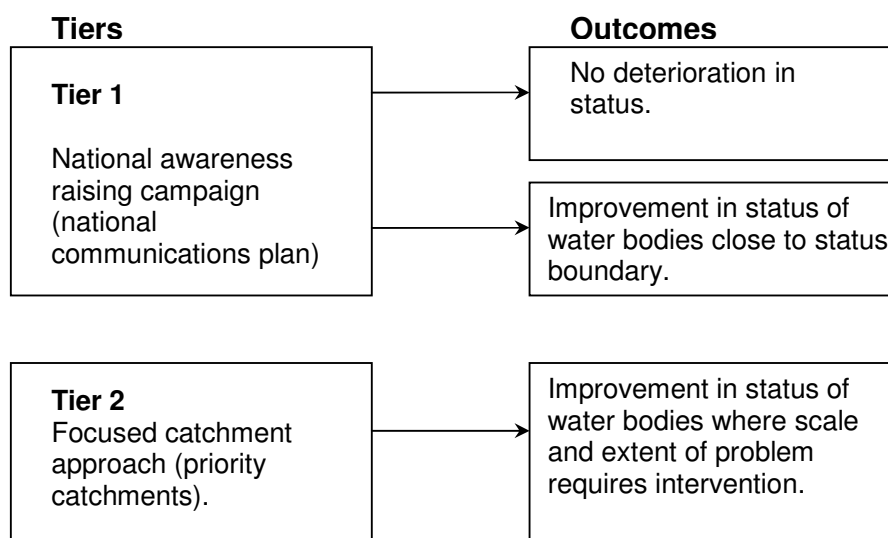 Tiers
Outcomes
Tier 1
National awareness
raising campaign
(national
communications plan)
No deterioration in
status.
Improvement in status of
water bodies close to status
boundary.
Tier 2
Focused catchment
approach (priority
catchments).
Improvement in status of
water bodies where scale
and extent of problem
requires intervention.